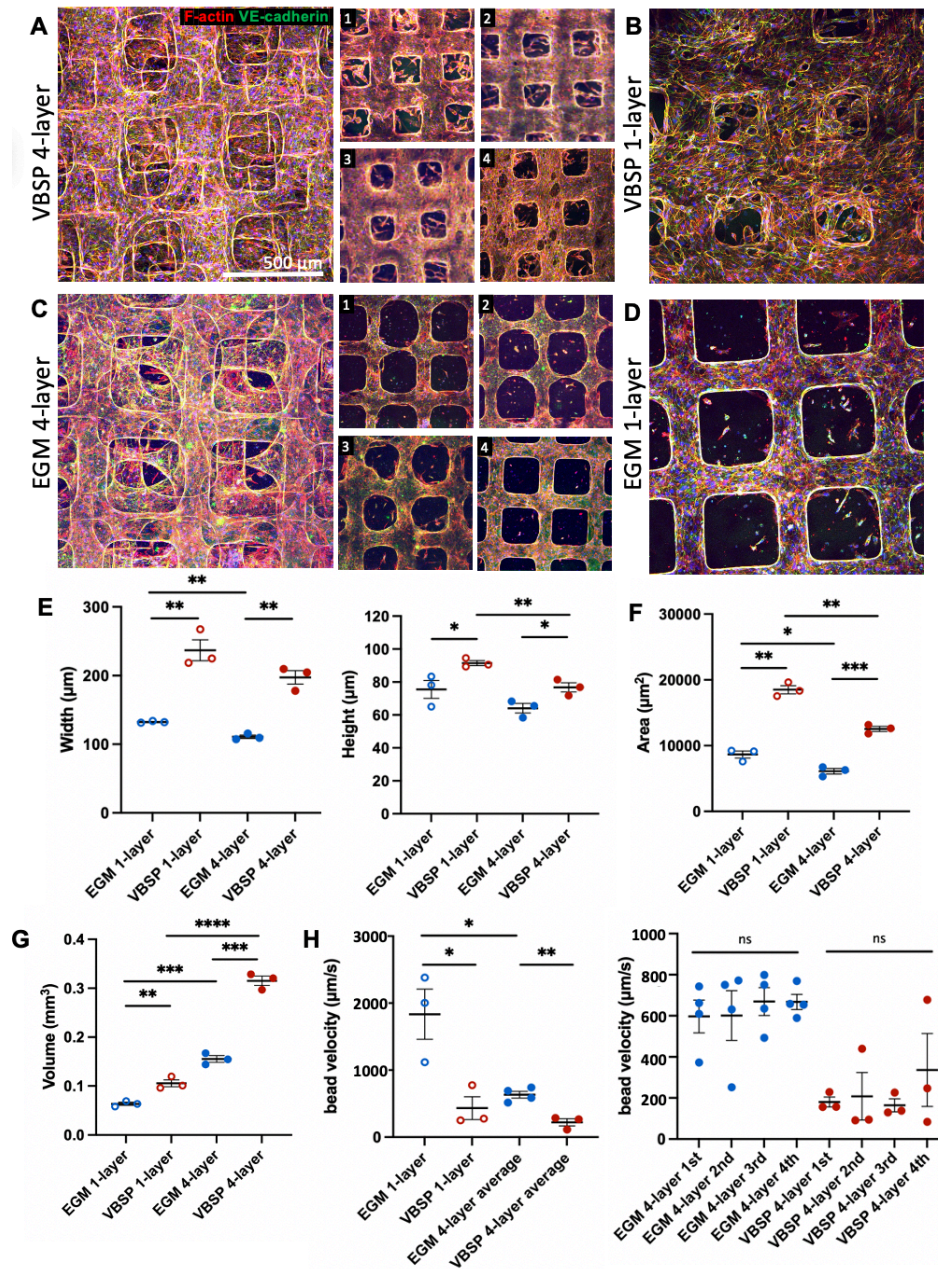 A
F-actin VE-cadherin
VBSP 4-layer
500 µm
1
2
3
4
B
VBSP 1-layer
C
EGM 4-layer
1
2
3
4
D
EGM 1-layer
E
Width (µm)
300
200
100
0
**
**
**
EGM 1-layer
VBSP 1-layer
EGM 4-layer
VBSP 4-layer
Height (µm)
120
100
80
60
40
20
0
**
*
*
EGM 1-layer
VBSP 1-layer
EGM 4-layer
VBSP 4-layer
F
Area (µm²)
30000
20000
10000
0
**
*
**
***
EGM 1-layer
VBSP 1-layer
EGM 4-layer
VBSP 4-layer
G
Volume (mm³)
0.4
0.3
0.2
0.1
0.0
****
***
***
**
EGM 1-layer
VBSP 1-layer
EGM 4-layer
VBSP 4-layer
H
bead velocity (µm/s)
3000
2000
1000
0
*
*
**
EGM 1-layer
VBSP 1-layer
EGM 4-layer average
VBSP 4-layer average
bead velocity (µm/s)
1000
800
600
400
200
0
ns
ns
EGM 4-layer 1st
EGM 4-layer 2nd
EGM 4-layer 3rd
EGM 4-layer 4th
VBSP 4-layer 1st
VBSP 4-layer 2nd
VBSP 4-layer 3rd
VBSP 4-layer 4th